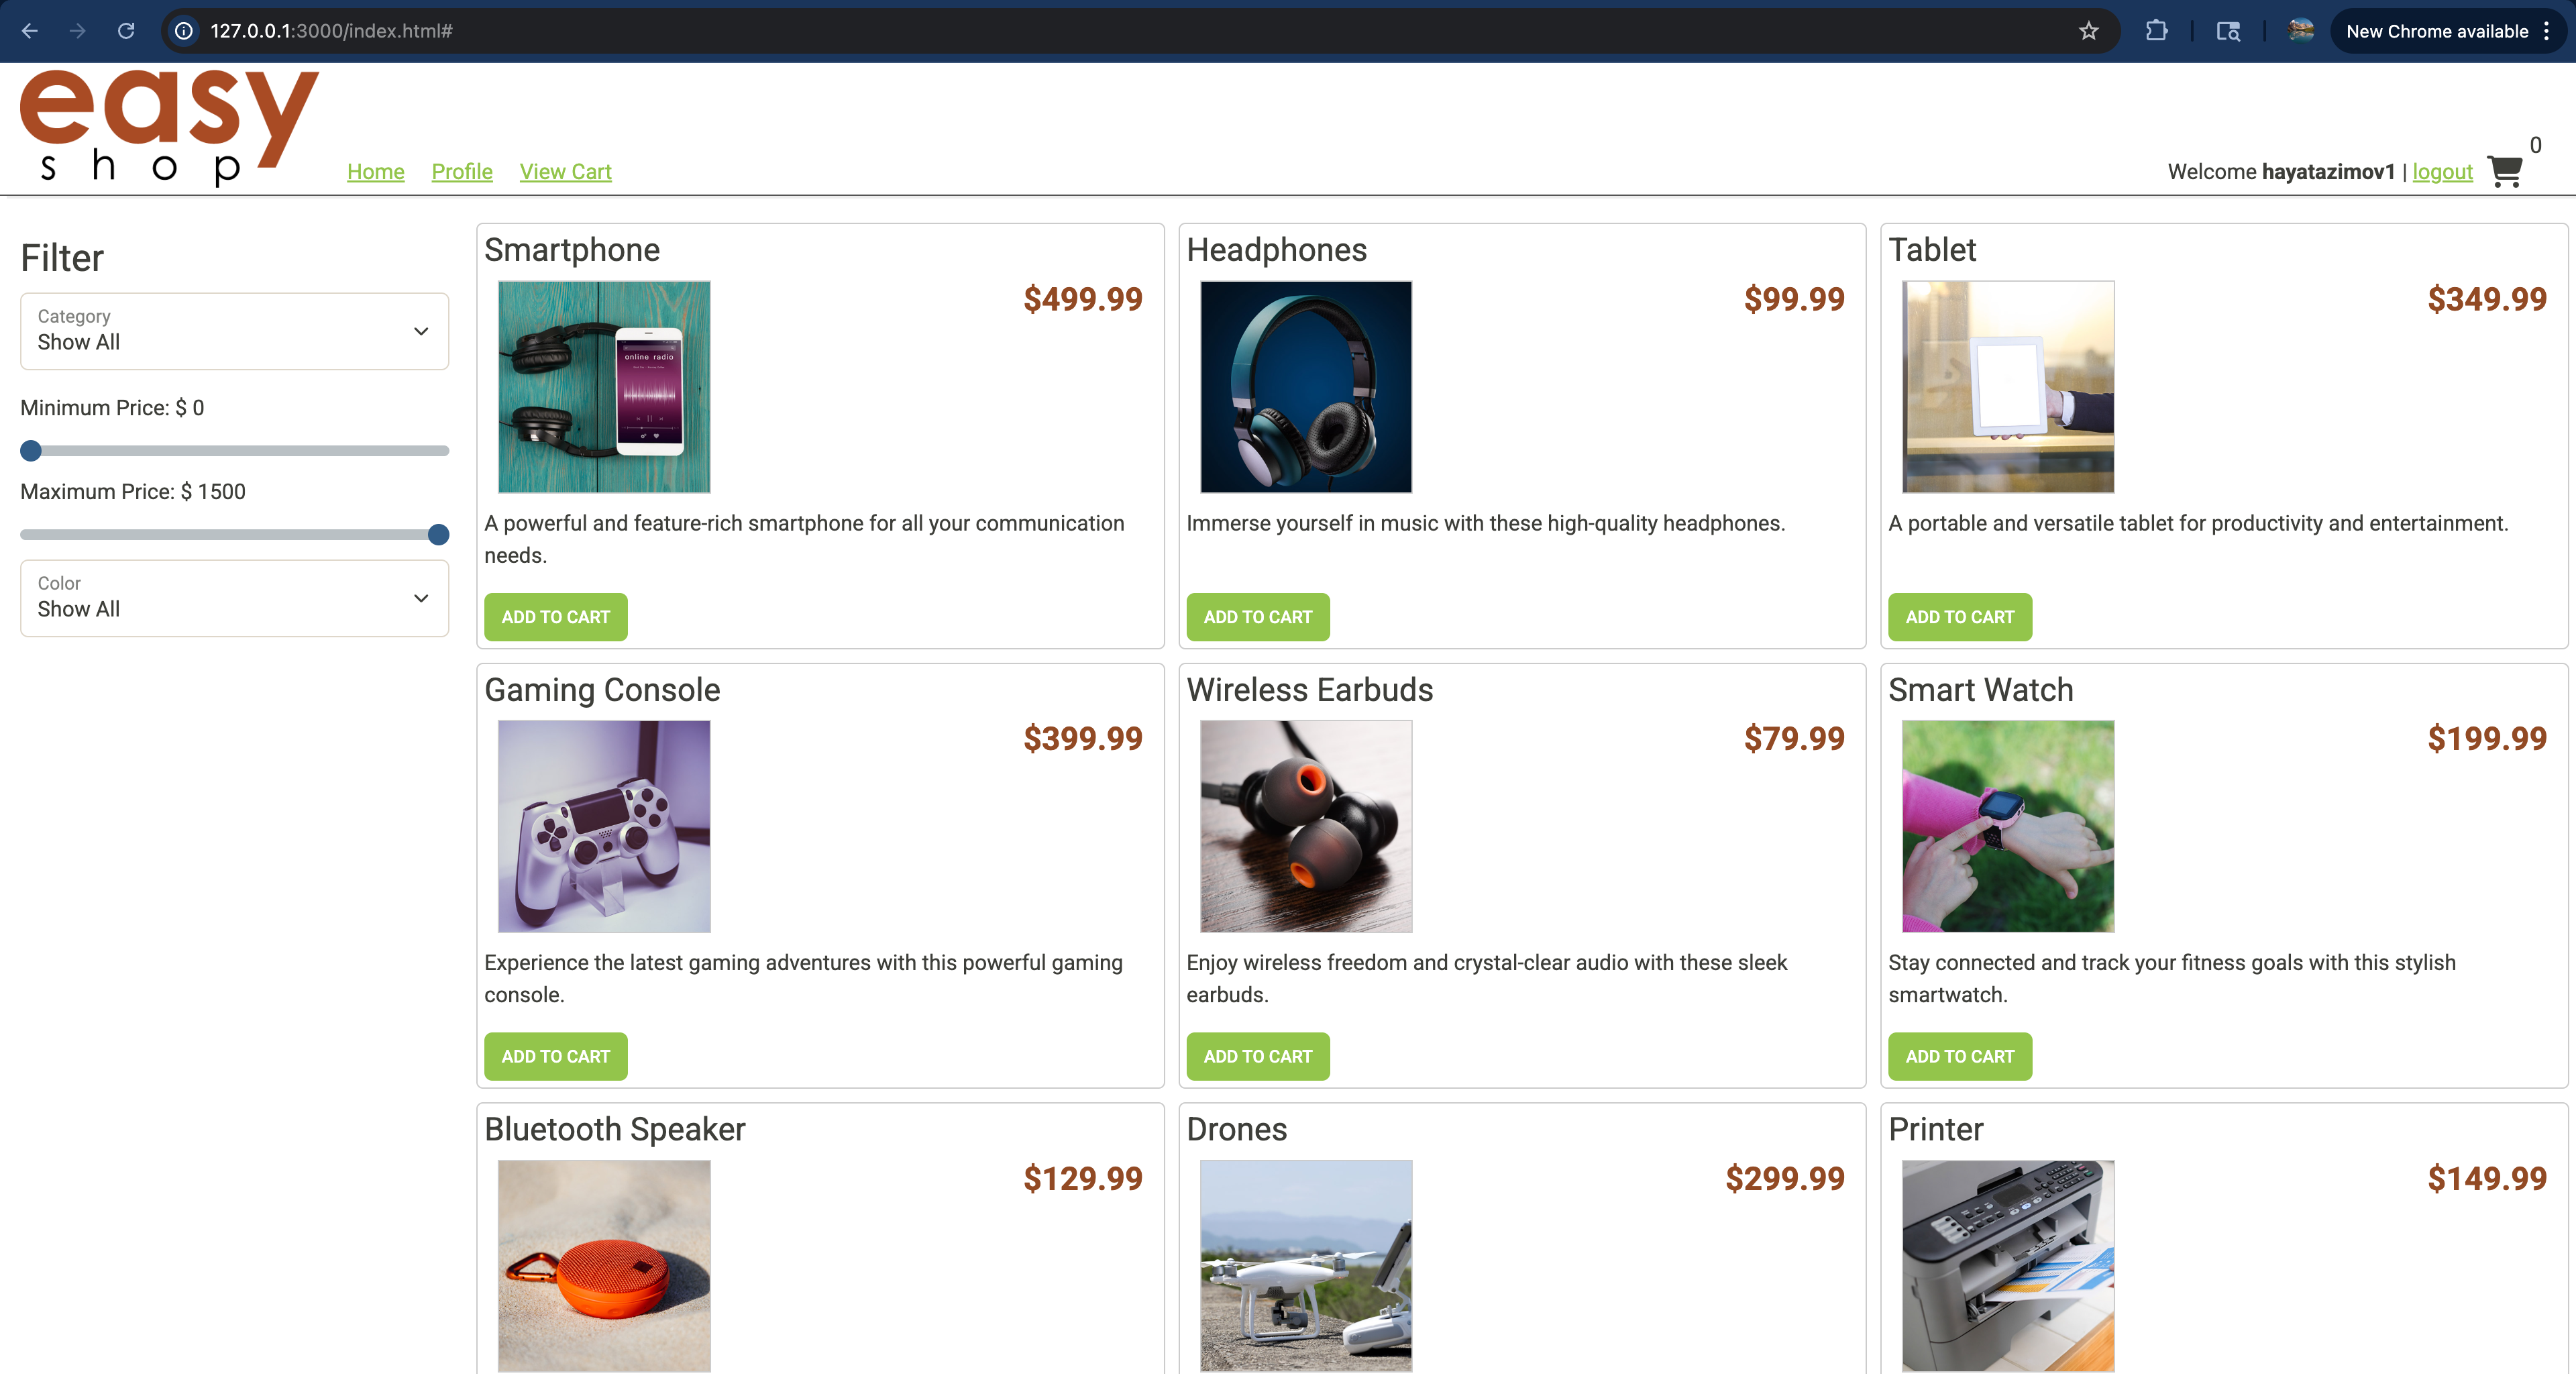 127.0.0.1:3000/index.html#
New Chrome available
easy
shop
Home Profile View Cart
Welcome hayatazimov1 | logout
0
Filter
Category
Show All
Minimum Price: $ 0
Maximum Price: $ 1500
Color
Show All
Smartphone
$499.99
online radio
A powerful and feature-rich smartphone for all your communication
needs.
ADD TO CART
Headphones
$99.99
Immerse yourself in music with these high-quality headphones.
ADD TO CART
Tablet
$349.99
A portable and versatile tablet for productivity and entertainment.
ADD TO CART
Gaming Console
$399.99
Experience the latest gaming adventures with this powerful gaming
console.
ADD TO CART
Wireless Earbuds
$79.99
Enjoy wireless freedom and crystal-clear audio with these sleek
earbuds.
ADD TO CART
Smart Watch
$199.99
Stay connected and track your fitness goals with this stylish
smartwatch.
ADD TO CART
Bluetooth Speaker
$129.99
Drones
$299.99
Printer
$149.99